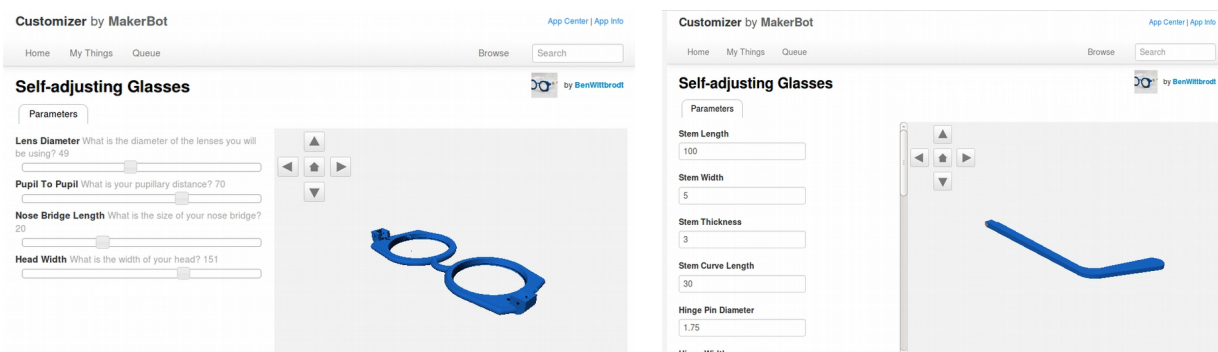 Customizer by MakerBot
App Center | App Info
Home My Things Queue Browse Search
Self-adjusting Glasses
by BenWittbrodt
Parameters
Lens Diameter What is the diameter of the lenses you will
be using? 49
Pupil To Pupil What is your pupillary distance? 70
Nose Bridge Length What is the size of your nose bridge?
20
Head Width What is the width of your head? 151
Customizer by MakerBot
App Center | App Info
Home My Things Queue Browse Search
Self-adjusting Glasses
by BenWittbrodt
Parameters
Stem Length
100
Stem Width
5
Stem Thickness
3
Stem Curve Length
30
Hinge Pin Diameter
1.75